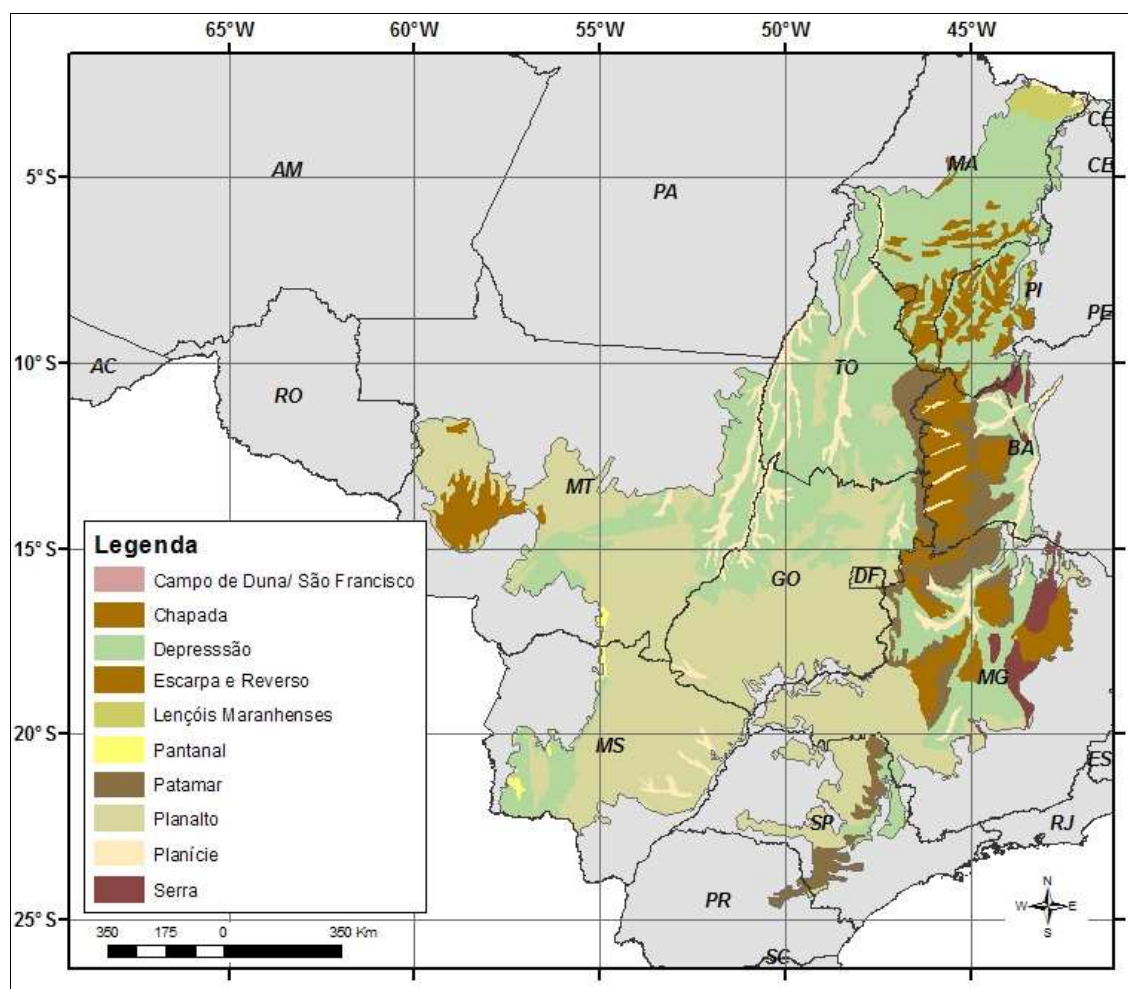 65°W 60°W 55°W 50°W 45°W
CE
5°S AM PA MA CE
PI
PE
10°S AC RO TO
BA
MT
15°S GO DF
MG
20°S MS ES
SP RJ
25°S PR
SC
Legenda
Campo de Duna/ São Francisco
Chapada
Depresssão
Escarpa e Reverso
Lençóis Maranhenses
Pantanal
Patamar
Planalto
Planície
Serra
350 175 0 350 Km
N
W E
S